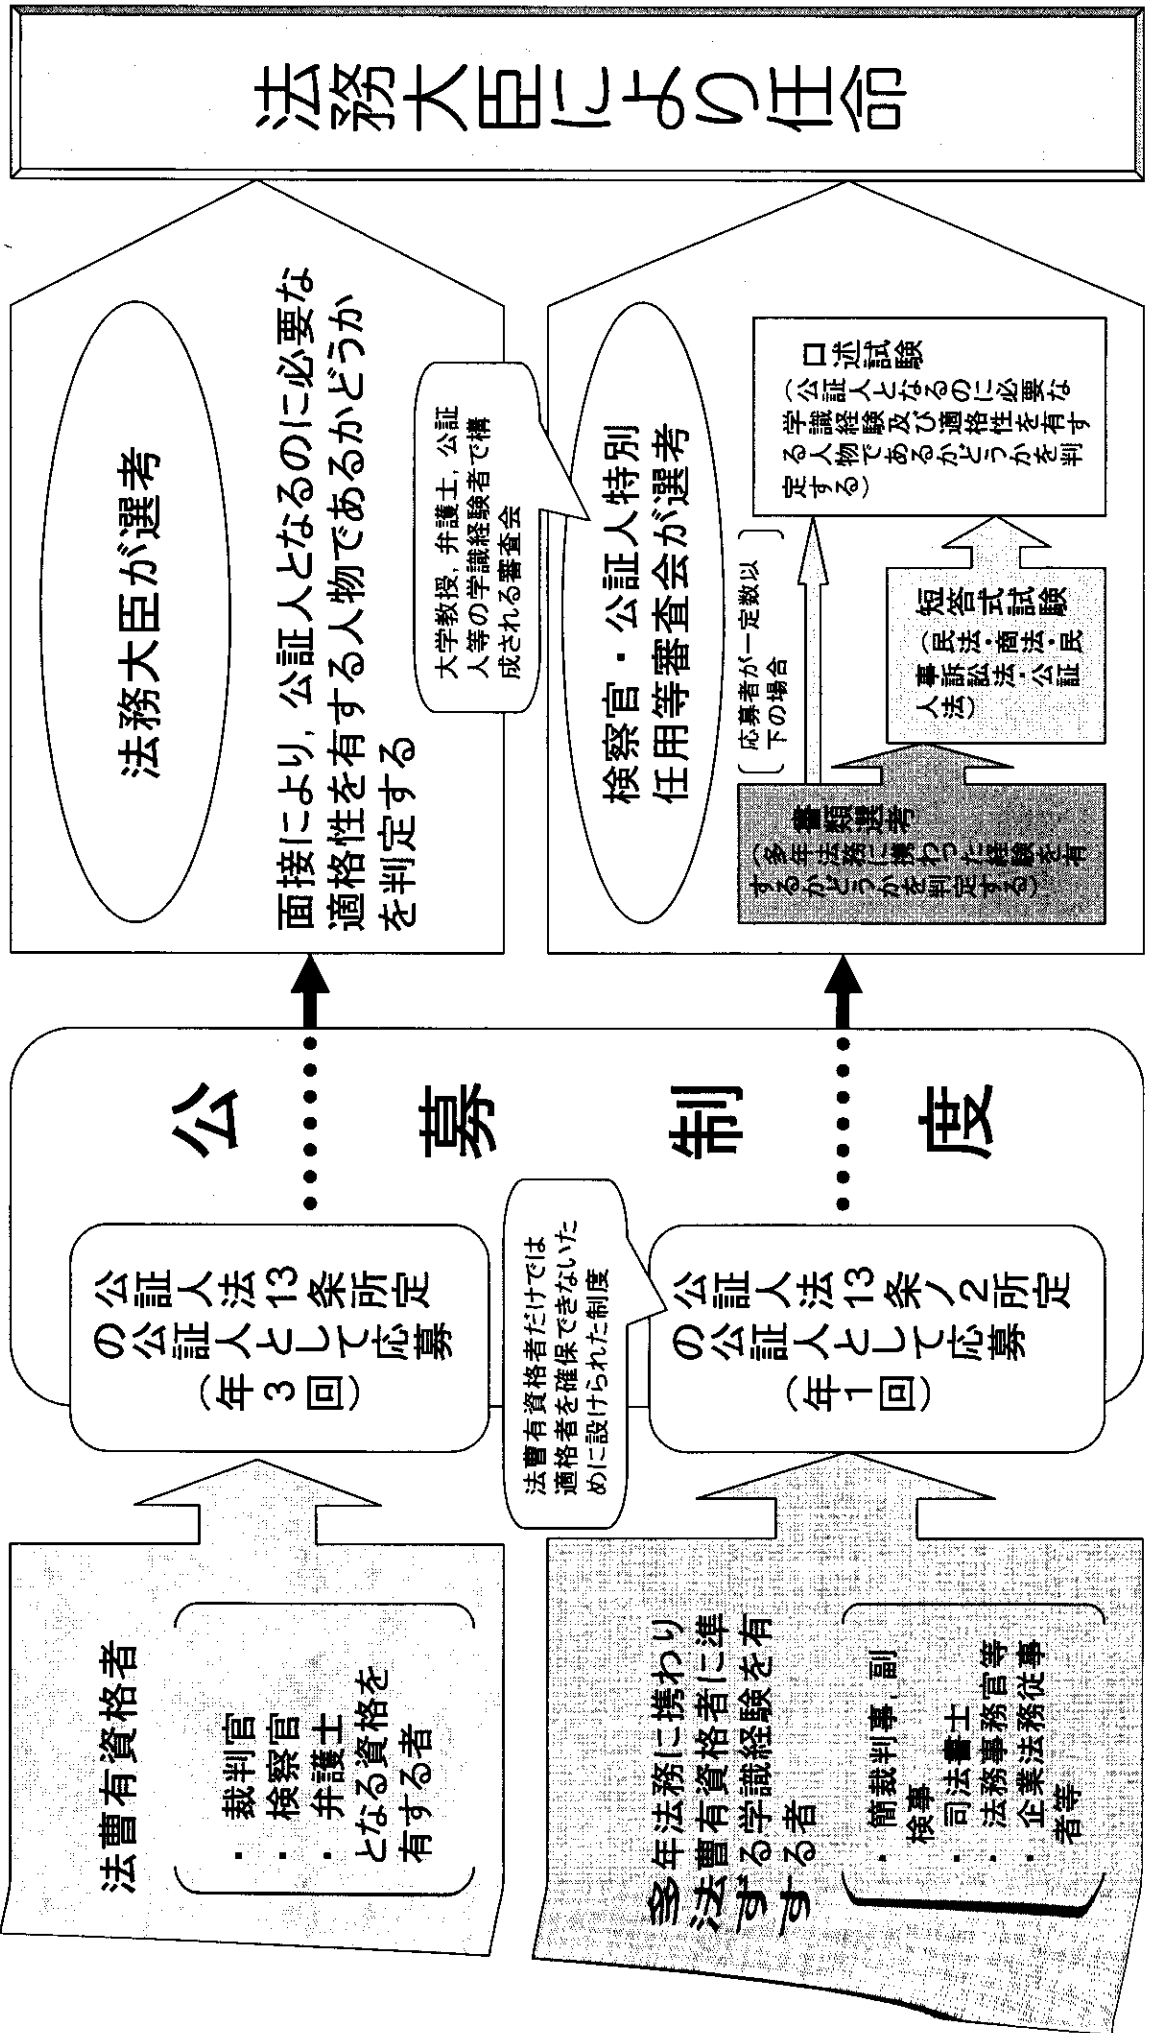 法曹有資格者
・ 裁判官
・ 検察官
・ 弁護士
となる資格を
有する者
公証人法13条所定
の公証人として応募
（年３回）
法務大臣が選考
面接により，公証人となるのに必要な
適格性を有する人物であるかどうか
を判定する
公募制度
法曹有資格者だけでは
適格者を確保できないた
めに設けられた制度
大学教授，弁護士，公証
人等の学識経験者で構
成される審査会
多年法務に携わり
法曹有資格者に準
ずる学識経験を有
する者
・ 簡裁判事，副
検事
・ 司法書士
・ 法務事務官等
・ 企業法務従事
者等
公証人法13条ノ2所定
の公証人として応募
（年１回）
検察官・公証人特別
任用等審査会が選考
書類選考
（多年法務に携わった経験を有
するかどうかを判定する）
応募者が一定数以
下の場合
短答式試験
（民法・商法・民
事訴訟法・公証
人法）
口述試験
（公証人となるのに必要な
学識経験及び適格性を有す
る人物であるかどうかを判
定する）
法務大臣により任命